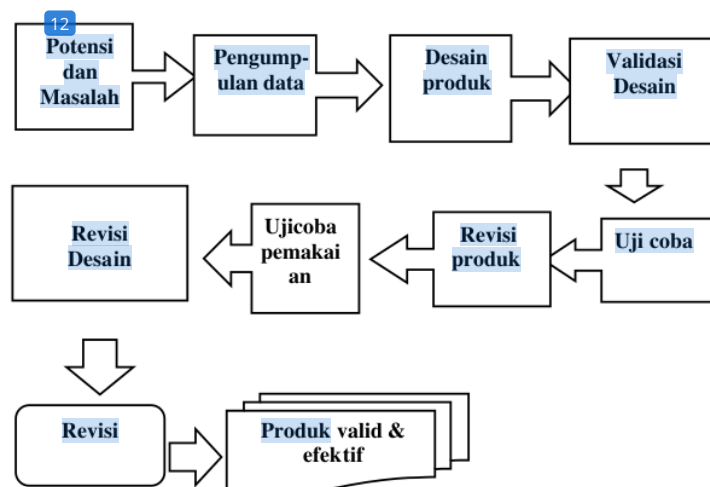 12
Potensi
dan
Masalah
Pengump-
ulan data
Desain
produk
Validasi
Desain
Uji coba
Revisi
produk
Ujicoba
pemakai
an
Revisi
Desain
Revisi
Produk valid &
efektif